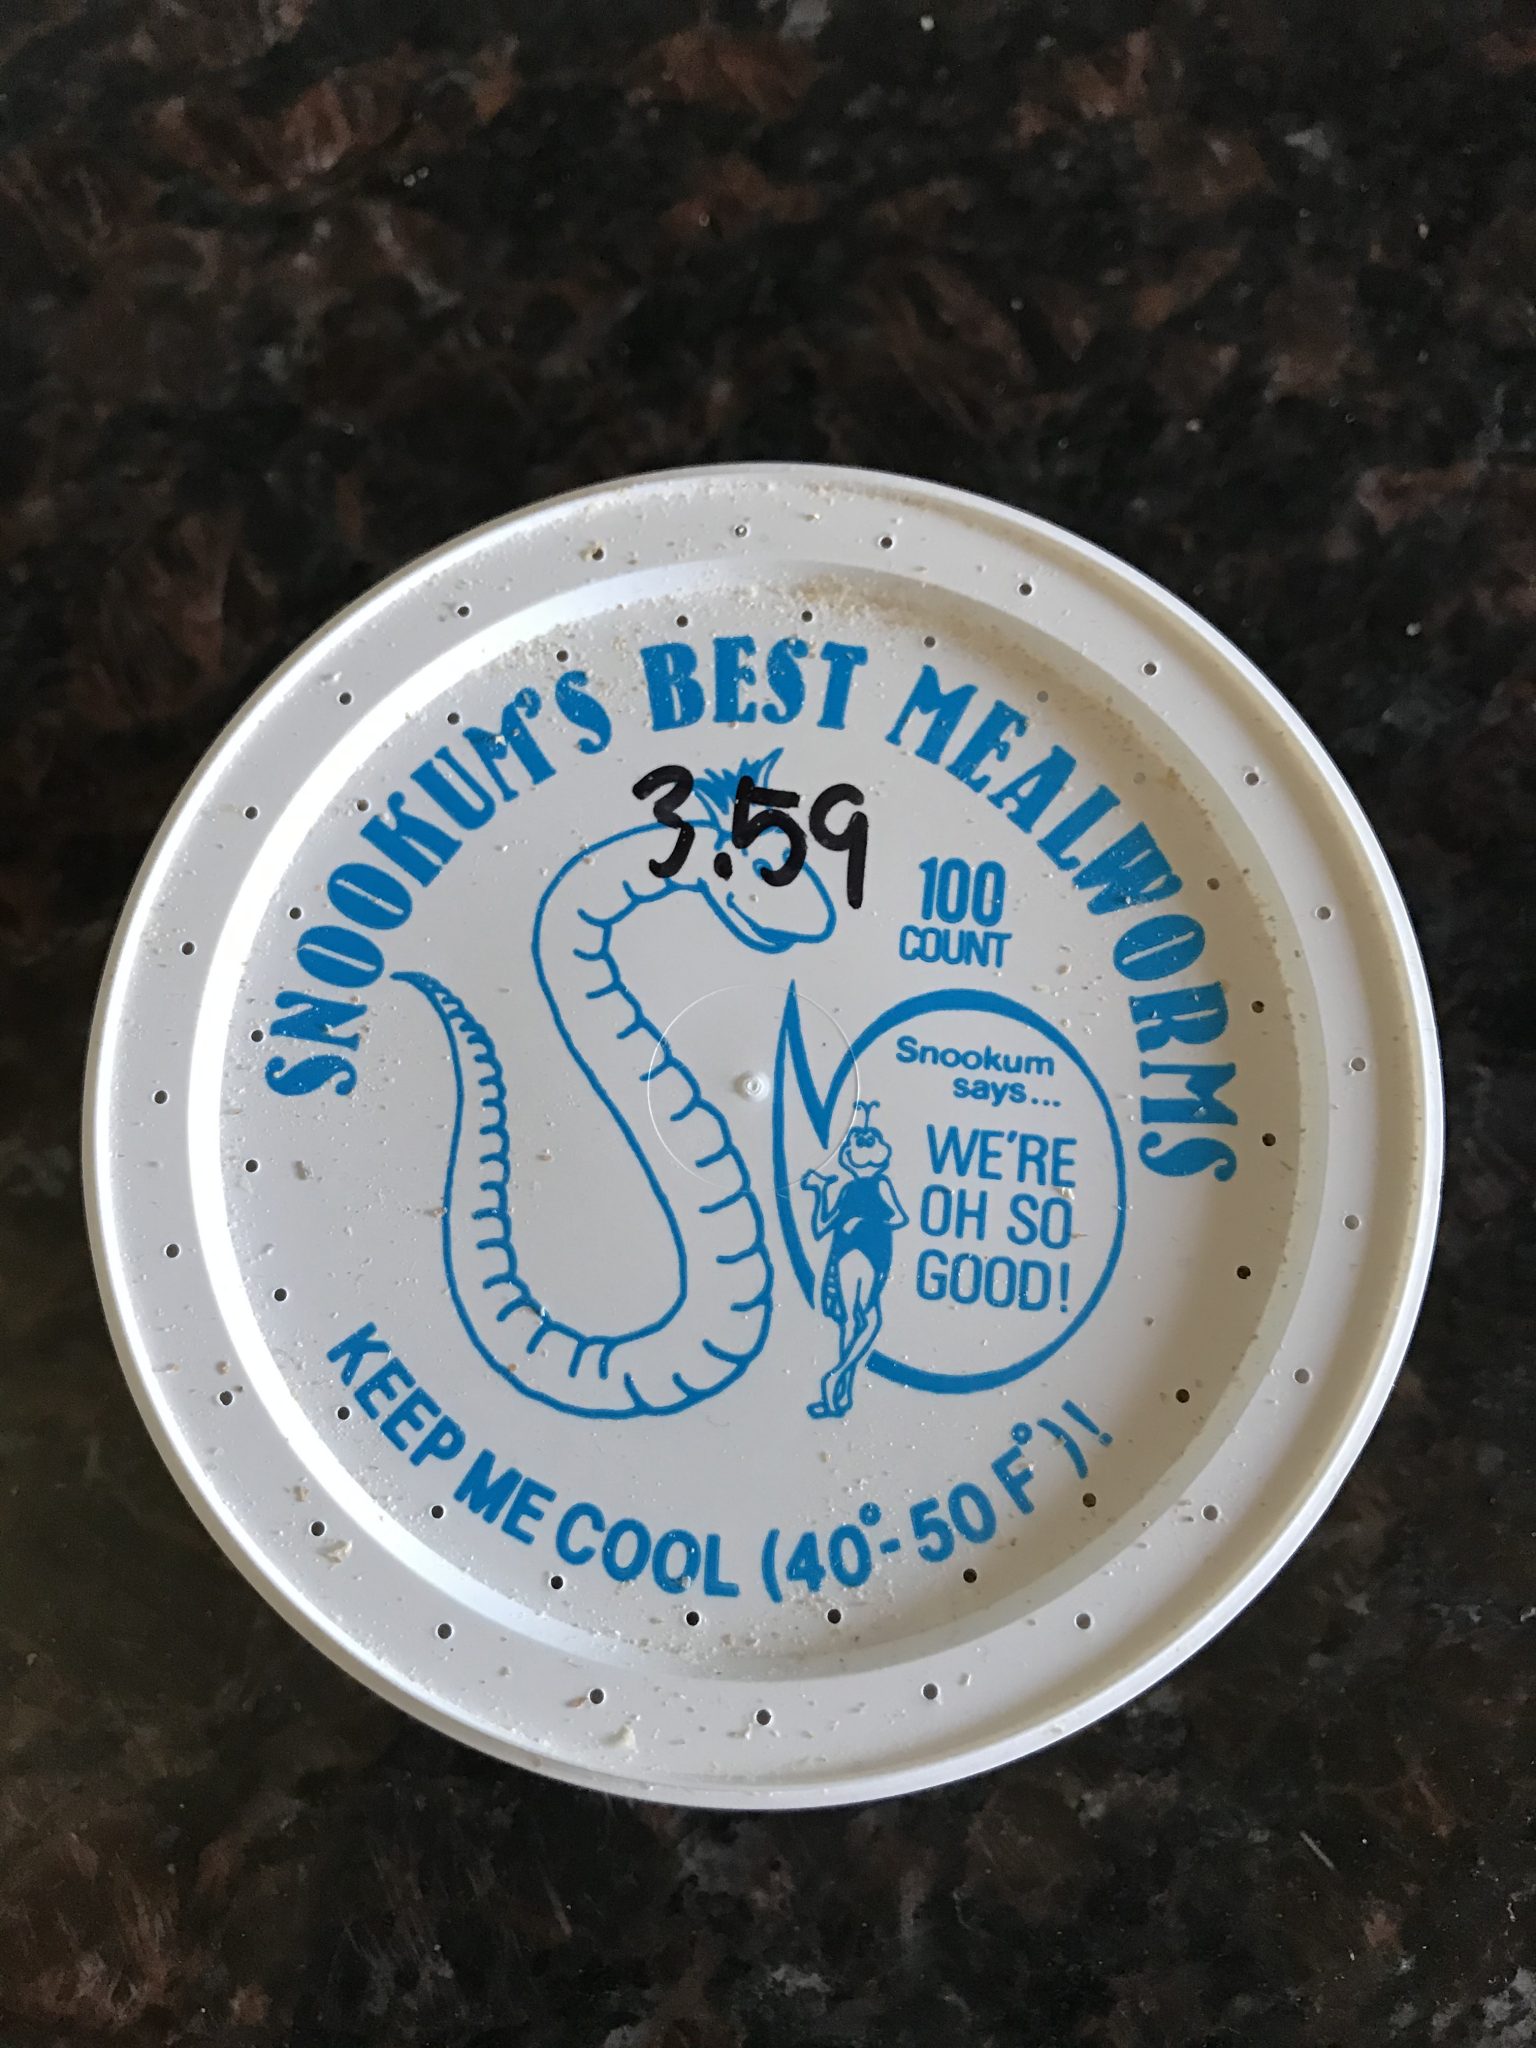 SNOOKUM'S BEST MEALWORMS
3.59
100
COUNT
Snookum
says...
WE'RE
OH SO
GOOD!
KEEP ME COOL (40°-50 F°)!